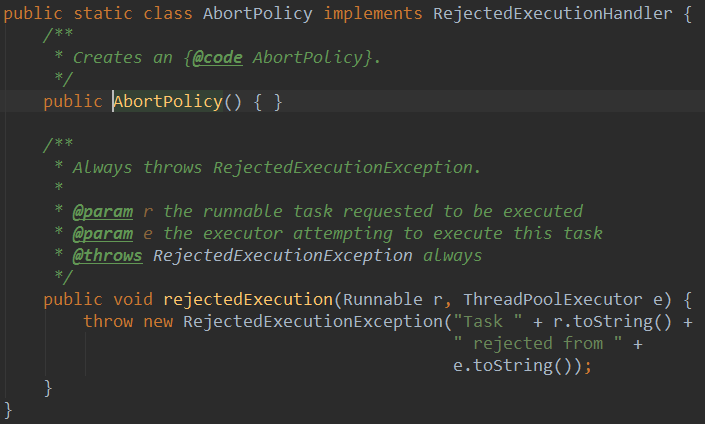 public static class AbortPolicy implements RejectedExecutionHandler {
    /**
     * Creates an {@code AbortPolicy}.
     */
    public AbortPolicy() { }

    /**
     * Always throws RejectedExecutionException.
     *
     * @param r the runnable task requested to be executed
     * @param e the executor attempting to execute this task
     * @throws RejectedExecutionException always
     */
    public void rejectedExecution(Runnable r, ThreadPoolExecutor e) {
        throw new RejectedExecutionException("Task " + r.toString() +
                                             " rejected from " +
                                             e.toString());
    }
}